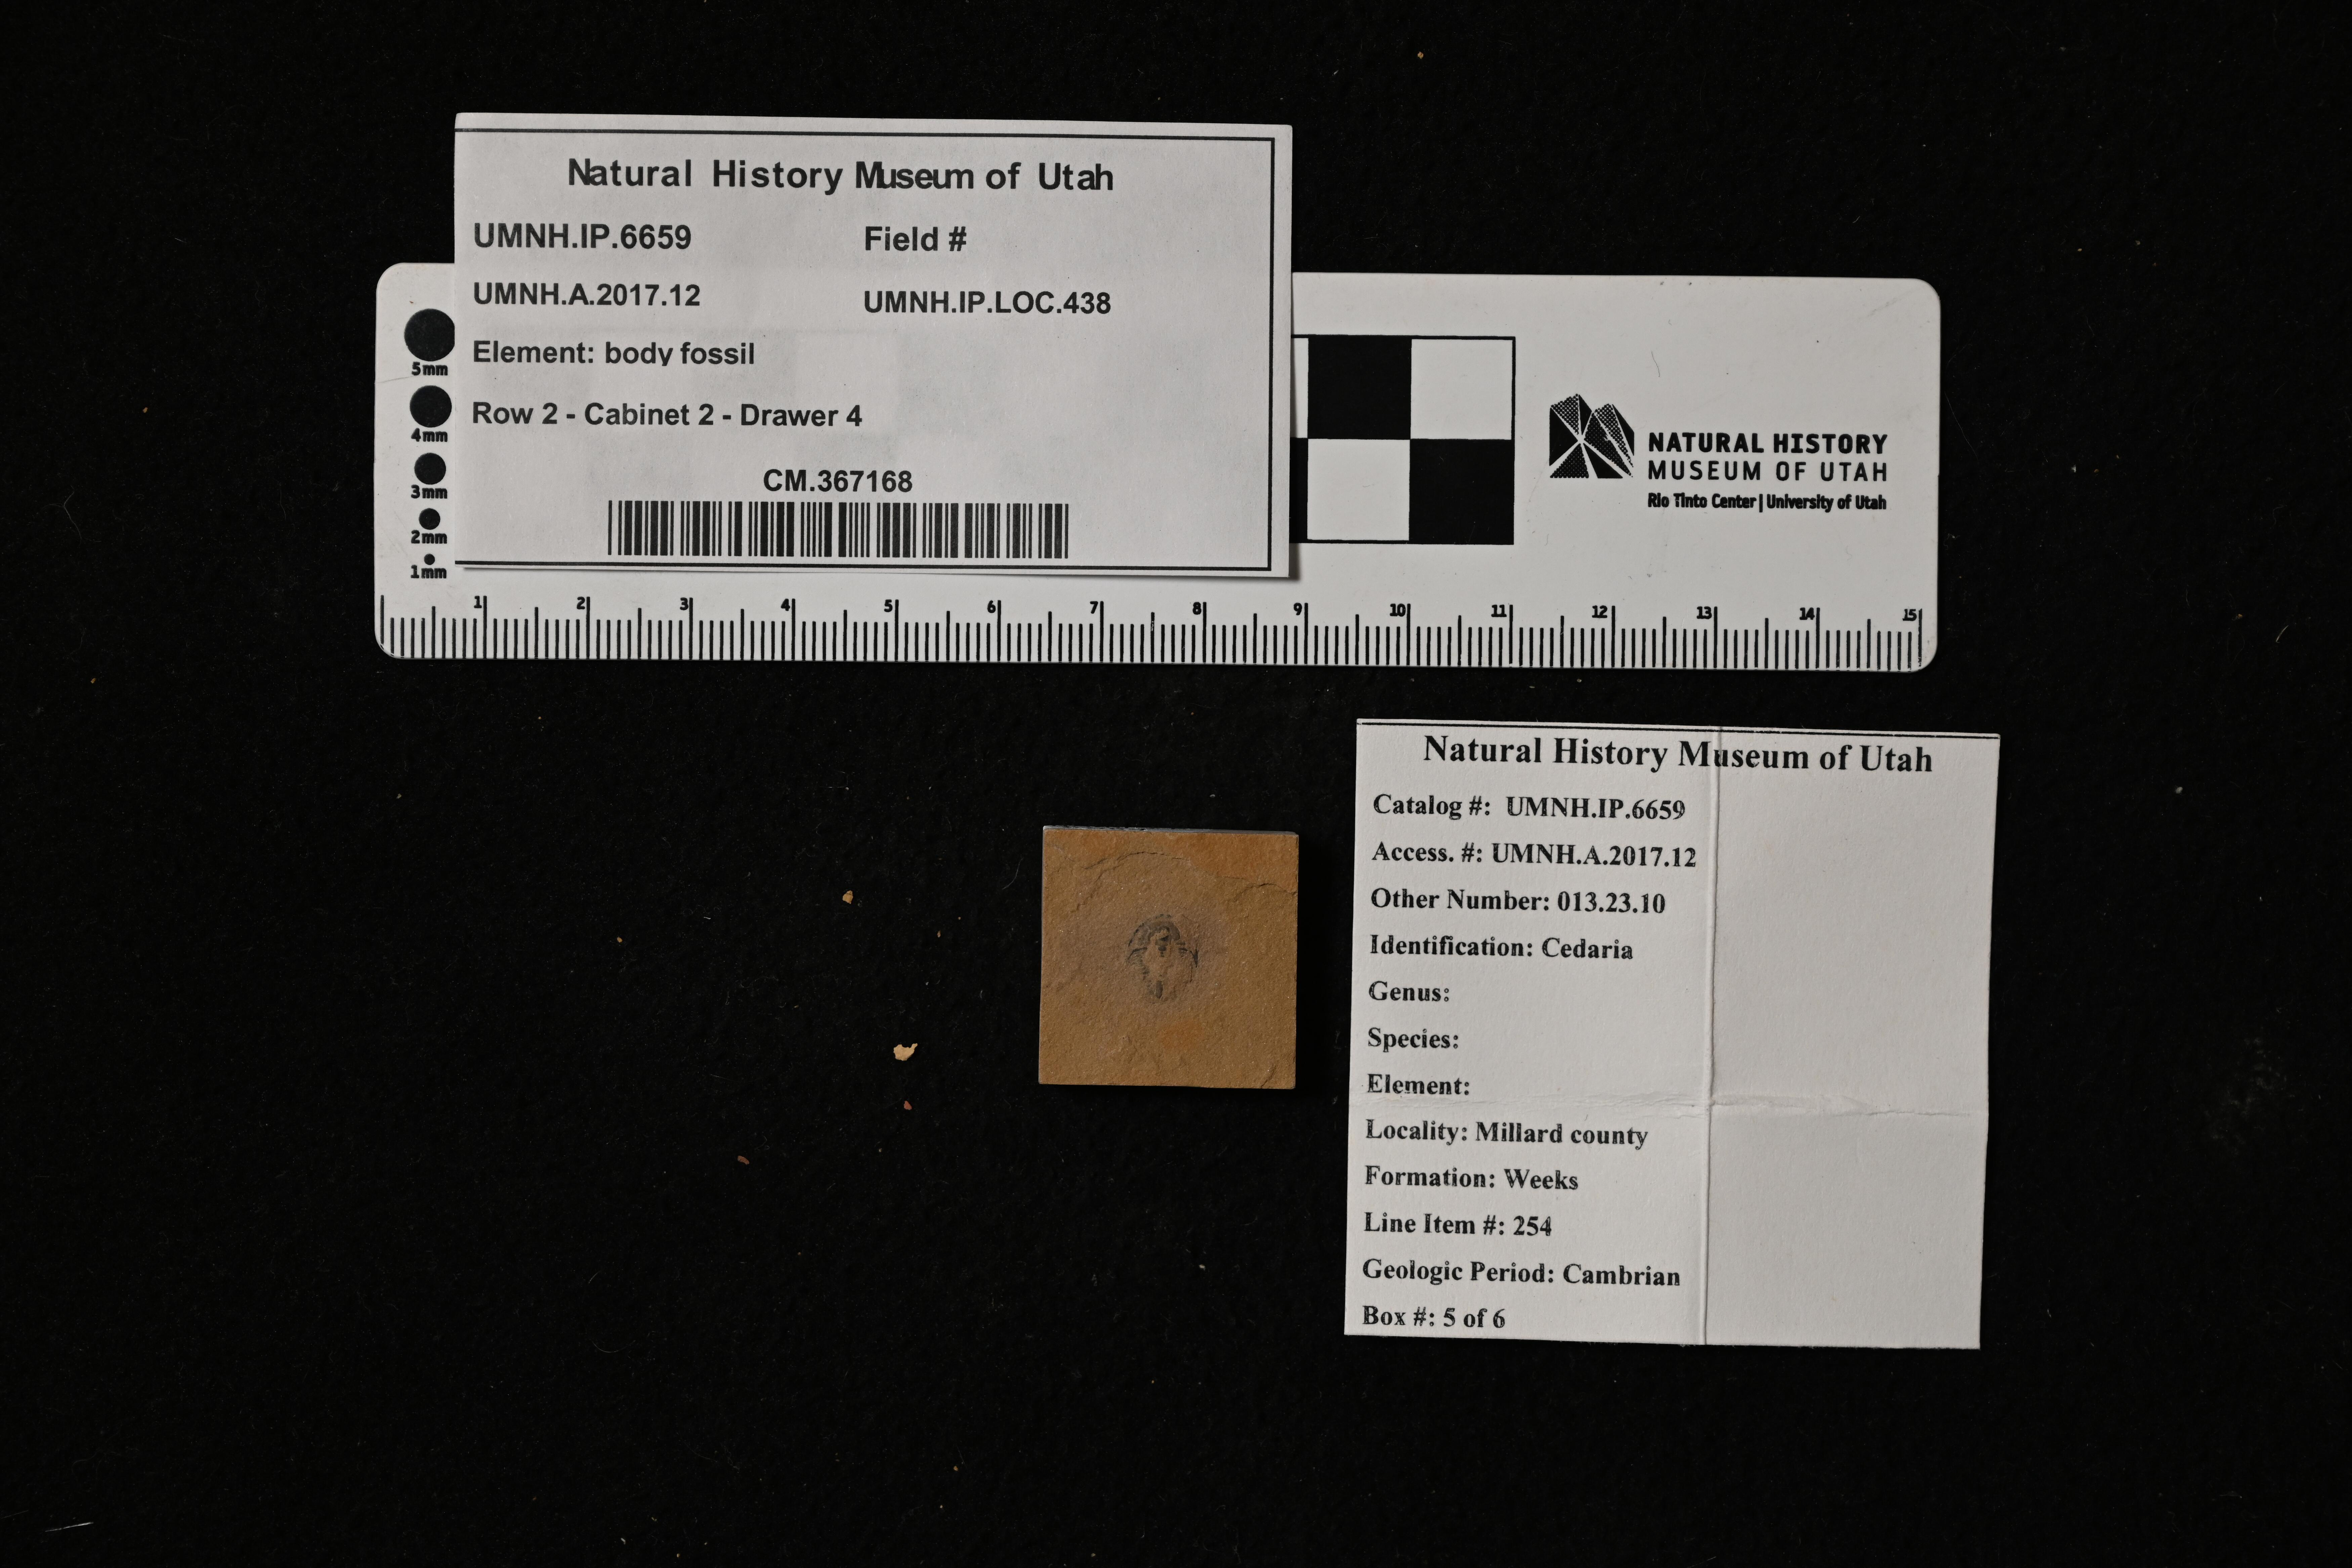 Natural History Museum of Utah
UMNH.IP.6659 Field #
UMNH.A.2017.12 UMNH.IP.LOC.438
Element: body fossil
Row 2 - Cabinet 2 - Drawer 4
CM.367168
5mm
4mm
3mm
2mm
1mm
NATURAL HISTORY
MUSEUM OF UTAH
Rio Tinto Center | University of Utah
1 2 3 4 5 6 7 8 9 10 11 12 13 14 15
Natural History Museum of Utah
Catalog #: UMNH.IP.6659
Access. #: UMNH.A.2017.12
Other Number: 013.23.10
Identification: Cedaria
Genus:
Species:
Element:
Locality: Millard county
Formation: Weeks
Line Item #: 254
Geologic Period: Cambrian
Box #: 5 of 6